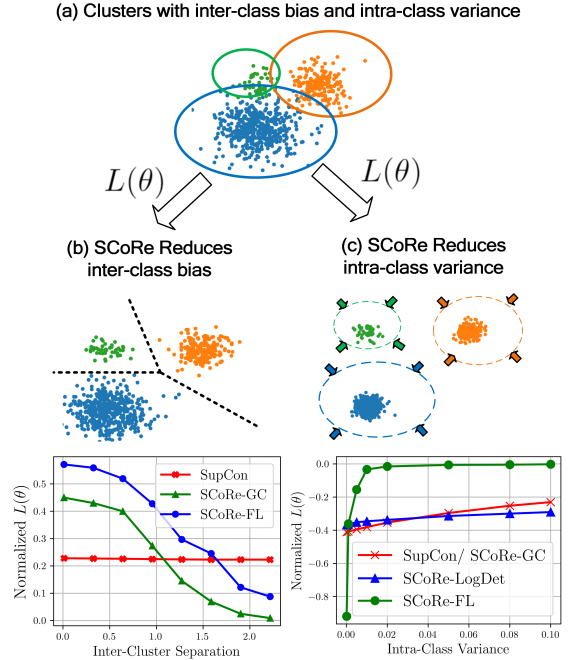 (a) Clusters with inter-class bias and intra-class variance
L(θ)
L(θ)
(b) SCoRe Reduces
inter-class bias
(c) SCoRe Reduces
intra-class variance
Normalized L(θ)
0.5
0.4
0.3
0.2
0.1
0.0
SupCon
SCoRe-GC
SCoRe-FL
0.0 0.5 1.0 1.5 2.0
Inter-Cluster Separation
Normalized L(θ)
0.0
−0.2
−0.4
−0.6
−0.8
SupCon/ SCoRe-GC
SCoRe-LogDet
SCoRe-FL
0.00 0.02 0.04 0.06 0.08 0.10
Intra-Class Variance